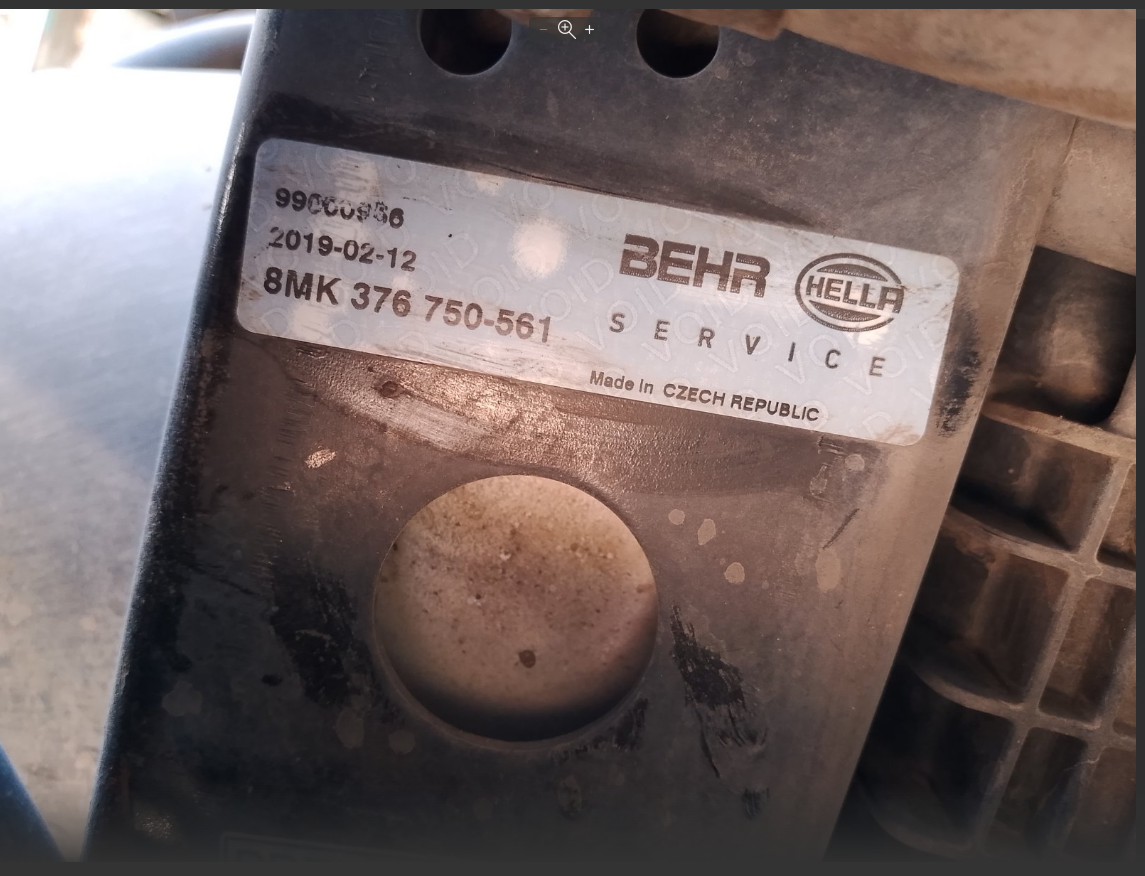 2019-02-12
8MK 376 750-561
BEHR HELLA
SERVICE
Made in CZECH REPUBLIC